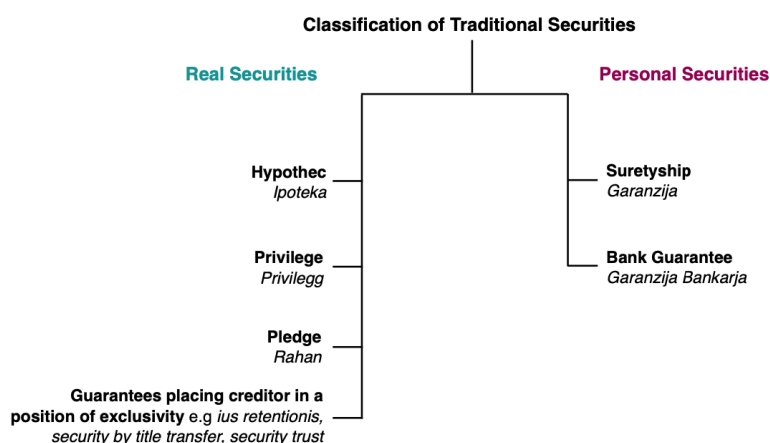 Classification of Traditional Securities
Real Securities
Personal Securities
Hypothec
Ipoteka
Privilege
Privilegg
Pledge
Rahan
Guarantees placing creditor in a
position of exclusivity e.g ius retentionis,
security by title transfer, security trust
Suretyship
Garanzija
Bank Guarantee
Garanzija Bankarja